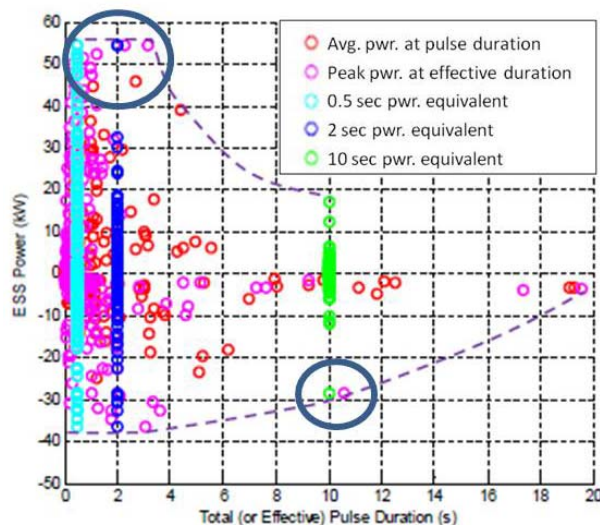 60
50
40
30
20
10
0
-10
-20
-30
-40
-50
ESS Power (kW)
Avg. pwr. at pulse duration
Peak pwr. at effective duration
0.5 sec pwr. equivalent
2 sec pwr. equivalent
10 sec pwr. equivalent
0 2 4 6 8 10 12 14 16 18 20
Total (or Effective) Pulse Duration (s)